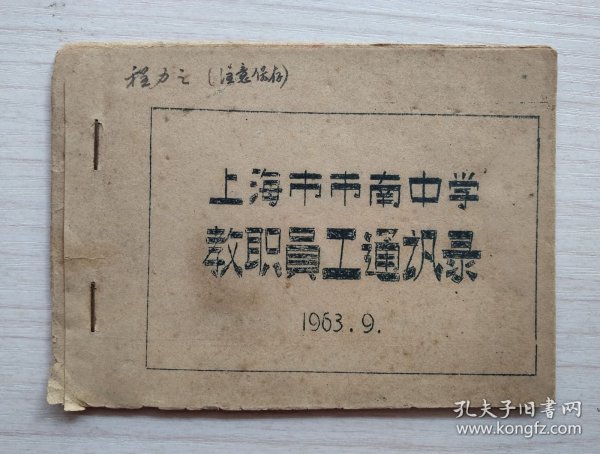 程力之 (注意保存)
上海市市南中学
教职員工通讯录
1963.9.
孔夫子旧书网
www.kongfz.com